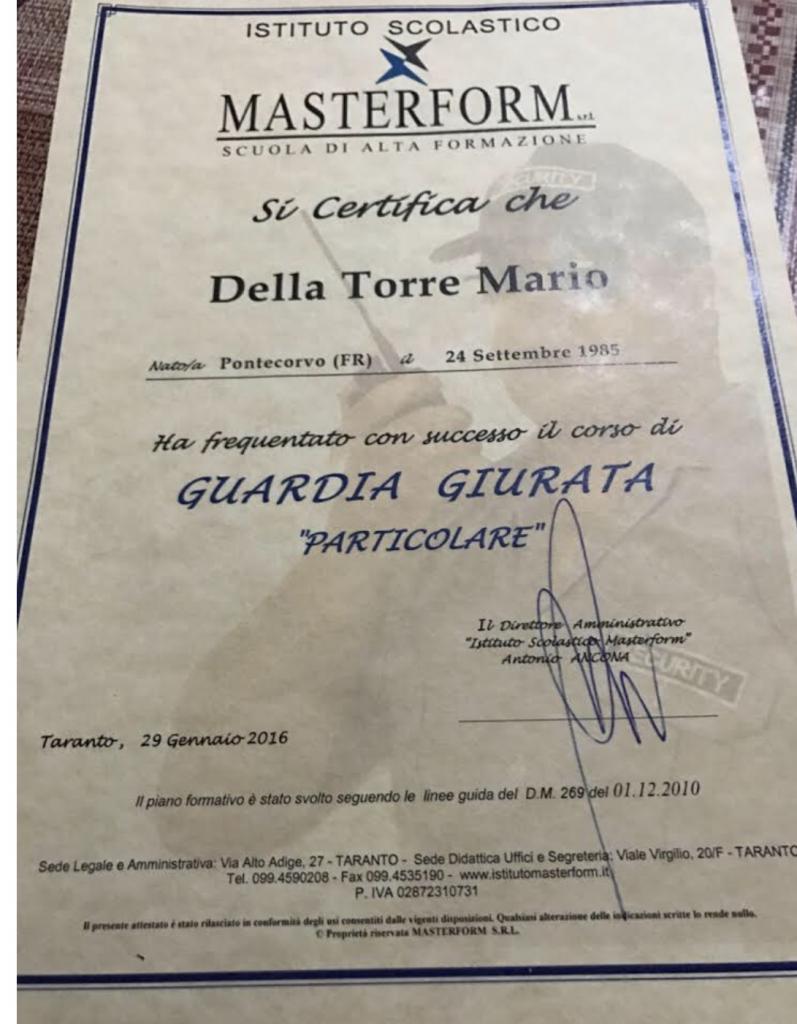 ISTITUTO SCOLASTICO
MASTERFORM s.r.l
SCUOLA DI ALTA FORMAZIONE
SECURITY
Si Certifica che
Della Torre Mario
Nato/a Pontecorvo (FR) il 24 Settembre 1985
Ha frequentato con successo il corso di
GUARDIA GIURATA
"PARTICOLARE"
Il Direttore Amministrativo
"Istituto Scolastico Masterform"
Antonio ANCONA
SECURITY
Taranto, 29 Gennaio 2016
Il piano formativo è stato svolto seguendo le linee guida del D.M. 269 del 01.12.2010
Sede Legale e Amministrativa: Via Alto Adige, 27 - TARANTO - Sede Didattica Uffici e Segreteria: Viale Virgilio, 20/F - TARANTO
Tel. 099.4590208 - Fax 099.4535190 - www.istitutomasterform.it
P. IVA 02872310731
Il presente attestato é stato rilasciato in conformità degli usi consentiti dalle vigenti disposizioni. Qualsiasi alterazione delle indicazioni scritte lo rende nullo.
© Proprietà riservata MASTERFORM S.R.L.